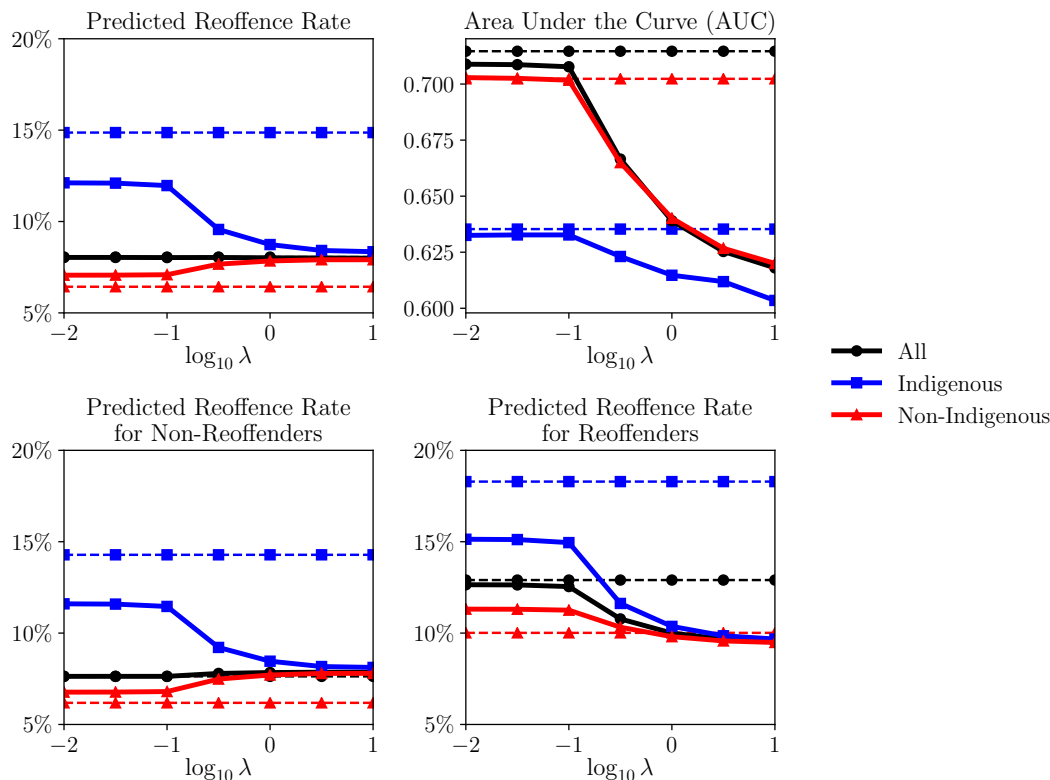 Predicted Reoffence Rate
20%
15%
10%
5%
−2
−1
0
1
log₁₀ λ
Area Under the Curve (AUC)
0.700
0.675
0.650
0.625
0.600
−2
−1
0
1
log₁₀ λ
All
Indigenous
Non-Indigenous
Predicted Reoffence Rate
for Non-Reoffenders
20%
15%
10%
5%
−2
−1
0
1
log₁₀ λ
Predicted Reoffence Rate
for Reoffenders
20%
15%
10%
5%
−2
−1
0
1
log₁₀ λ